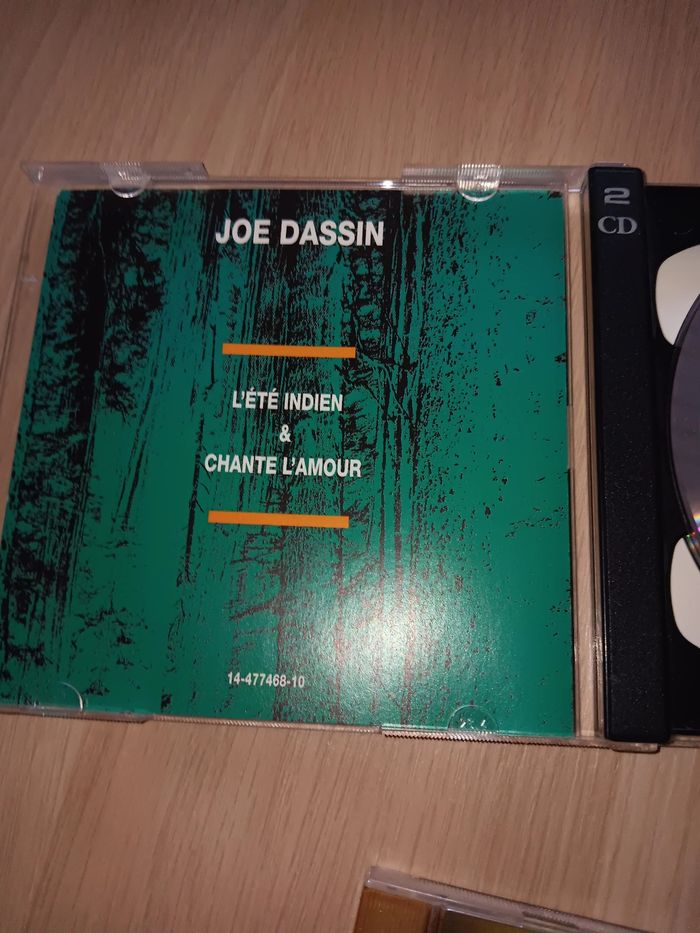 JOE DASSIN
L'ÉTÉ INDIEN
&
CHANTE L'AMOUR
14-477468-10
2
CD